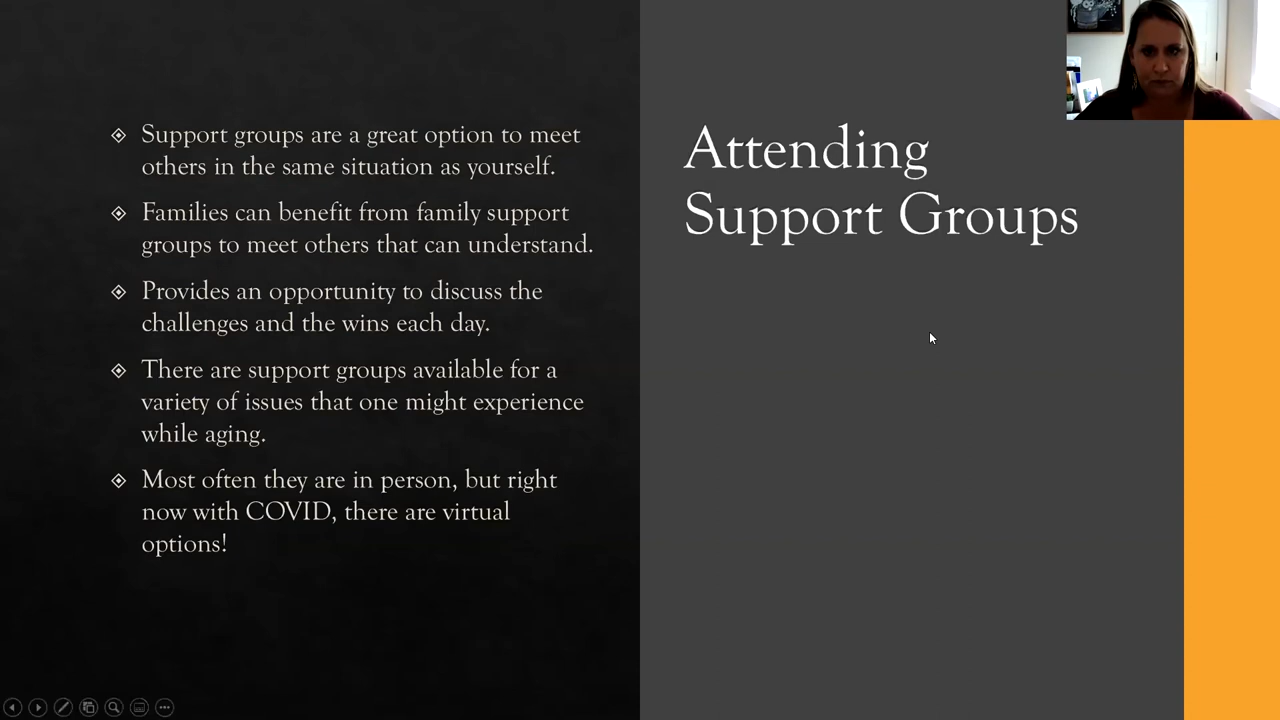 Support groups are a great option to meet
others in the same situation as yourself.
Families can benefit from family support
groups to meet others that can understand.
Provides an opportunity to discuss the
challenges and the wins each day.
There are support groups available for a
variety of issues that one might experience
while aging.
Most often they are in person, but right
now with COVID, there are virtual
options!
Attending
Support Groups